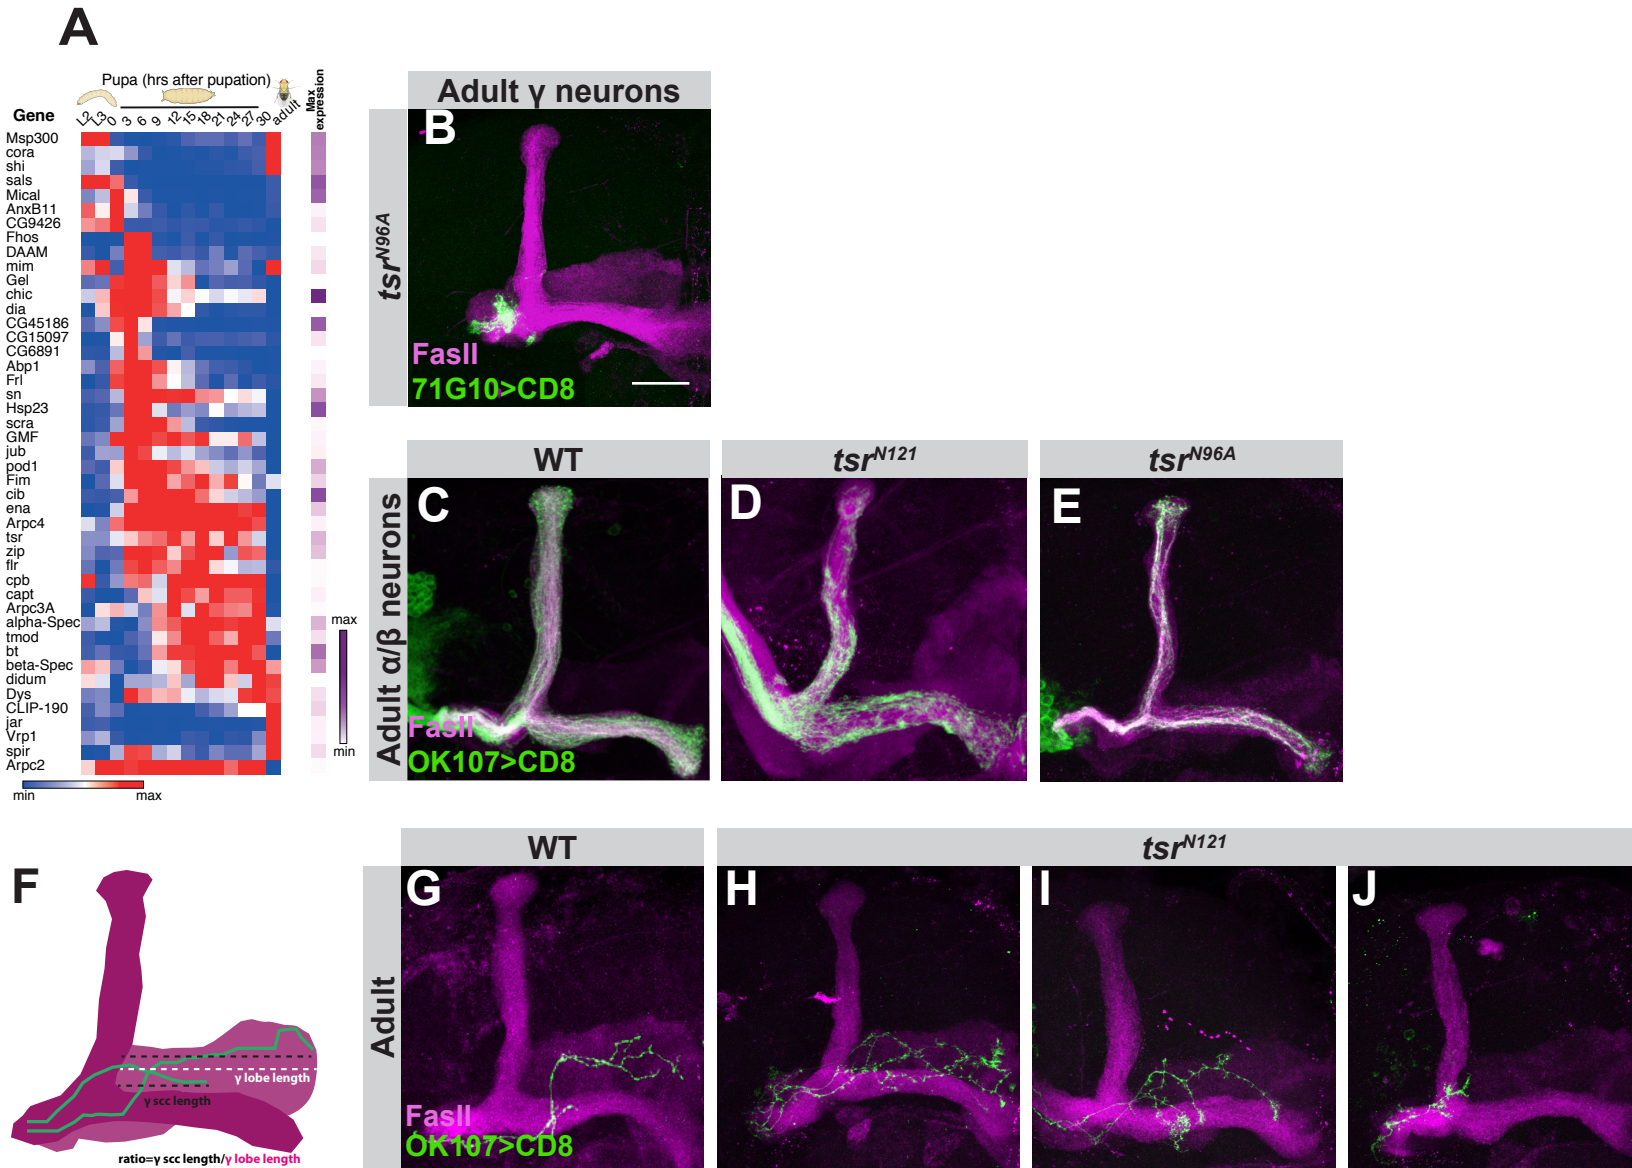 A
Pupa (hrs after pupation)
Max expression
Gene
L2 L3 0 3 6 9 12 15 18 21 24 27 30 adult
Msp300
cora
shi
sals
Mical
AnxB11
CG9426
Fhos
DAAM
mim
Gel
chic
dia
CG45186
CG15097
CG6891
Abp1
Frl
sn
Hsp23
scra
GMF
jub
pod1
Fim
cib
ena
Arpc4
tsr
zip
flr
cpb
capt
Arpc3A
alpha-Spec
tmod
bt
beta-Spec
didum
Dys
CLIP-190
jar
Vrp1
spir
Arpc2
min max
max
min
Adult γ neurons
tsrN96A
B
FasII
71G10>CD8
WT
tsrN121
tsrN96A
Adult α/β neurons
C
D
E
FasII
OK107>CD8
F
γ lobe length
γ scc length
ratio=γ scc length/γ lobe length
WT
tsrN121
Adult
G
H
I
J
FasII
OK107>CD8